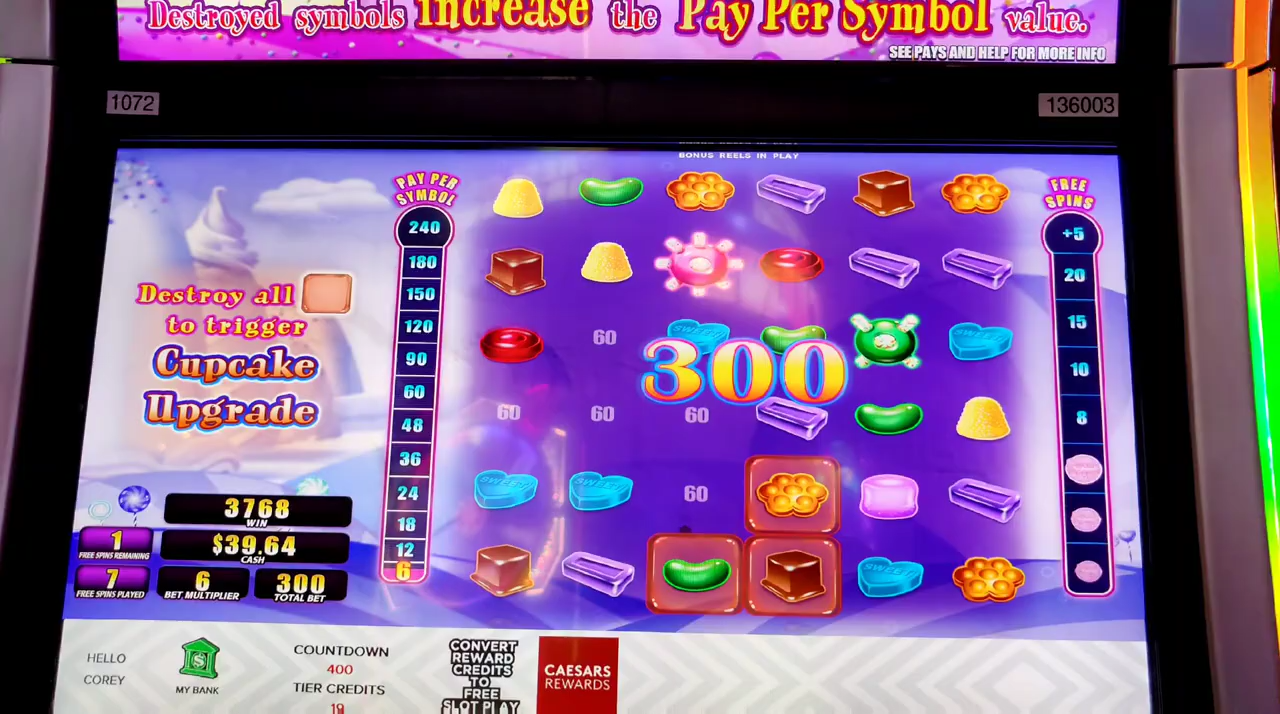 Destroyed symbols increase the Pay Per Symbol value.
SEE PAYS AND HELP FOR MORE INFO
1072
136003
BONUS REELS IN PLAY
PAY PER
SYMBOL
240
180
150
120
90
60
48
36
24
18
12
6
FREE
SPINS
+5
20
15
10
8
Destroy all
to trigger
Cupcake
Upgrade
SWEET
60
300
60
60
60
SWEET
SWEET
60
3768
WIN
$39.64
CASH
1
FREE SPINS REMAINING
7
FREE SPINS PLAYED
6
BET MULTIPLIER
300
TOTAL BET
HELLO
COREY
$
MY BANK
COUNTDOWN
400
TIER CREDITS
19
CONVERT
REWARD
CREDITS
TO
FREE
SLOT PLAY
CAESARS
REWARDS